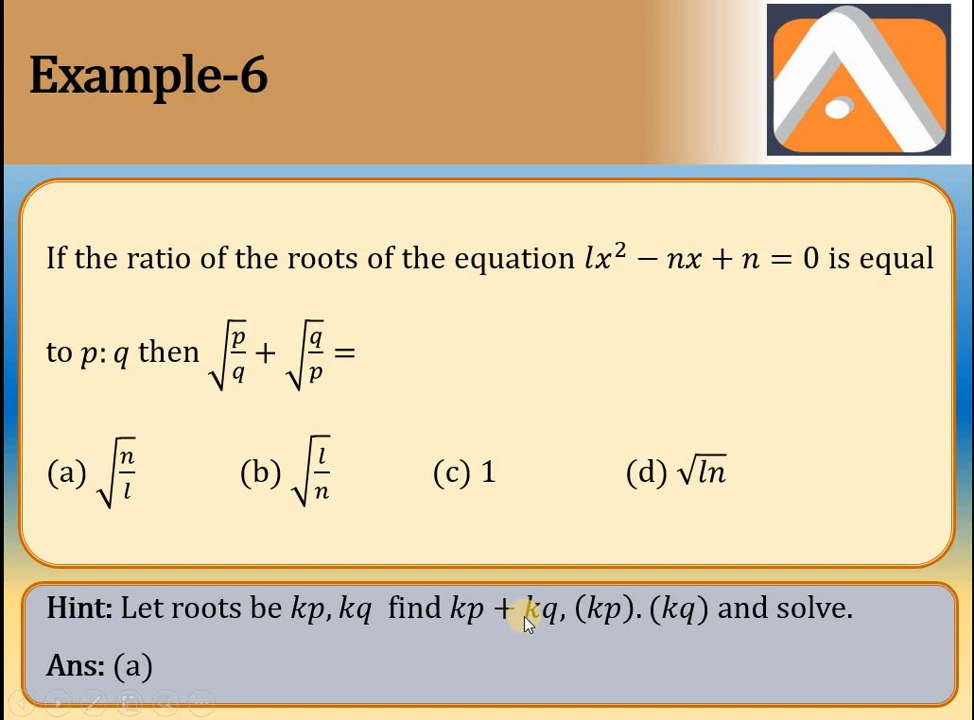 Example-6
If the ratio of the roots of the equation lx² − nx + n = 0 is equal
to p: q then √(p/q) + √(q/p) =
(a) √(n/l) (b) √(l/n) (c) 1 (d) √ln
Hint: Let roots be kp, kq find kp + kq, (kp). (kq) and solve.
Ans: (a)